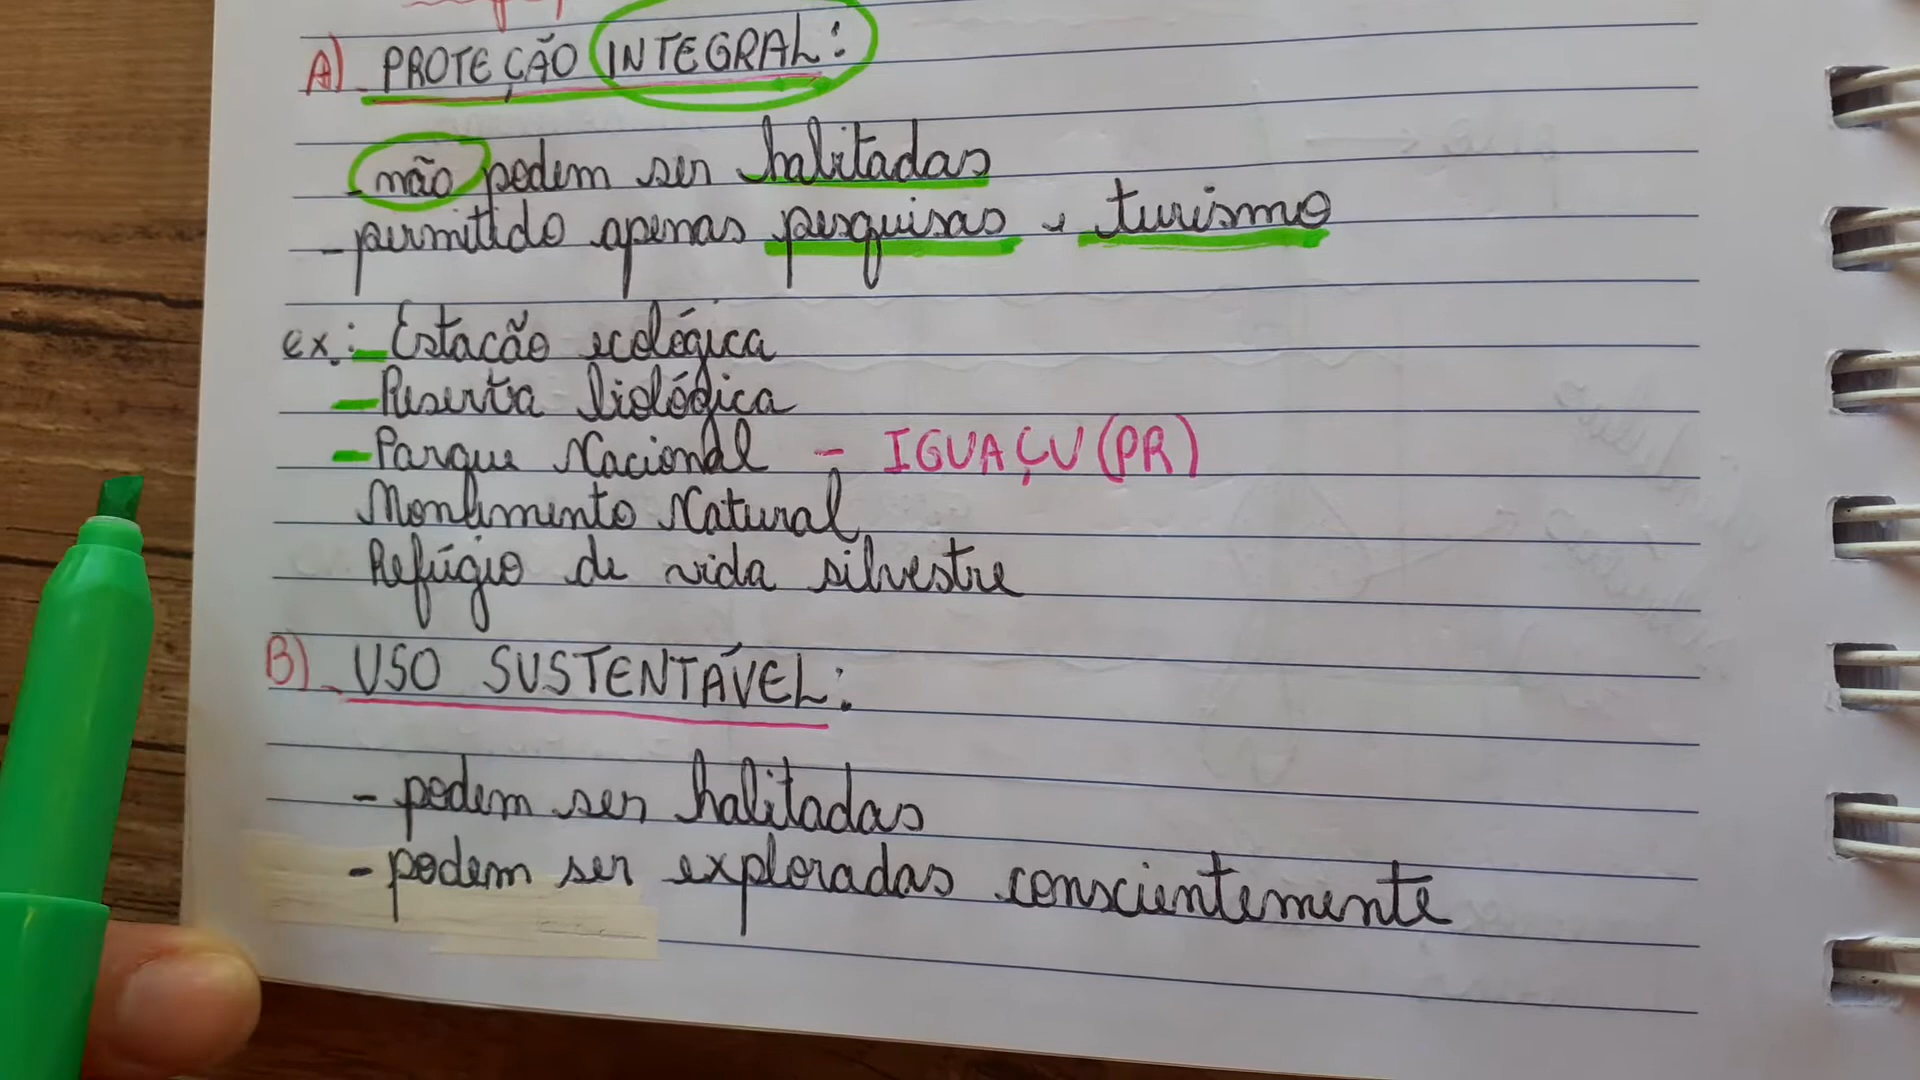 A) PROTEÇÃO INTEGRAL:
- não podem ser habitadas
- permitido apenas pesquisas e turismo
ex.: - Estacão ecológica
- Reserva biológica
- Parque Nacional - IGUAÇU (PR)
Monumento Natural
Refúgio de vida silvestre
B) USO SUSTENTÁVEL:
- podem ser habitadas
- podem ser exploradas conscientemente